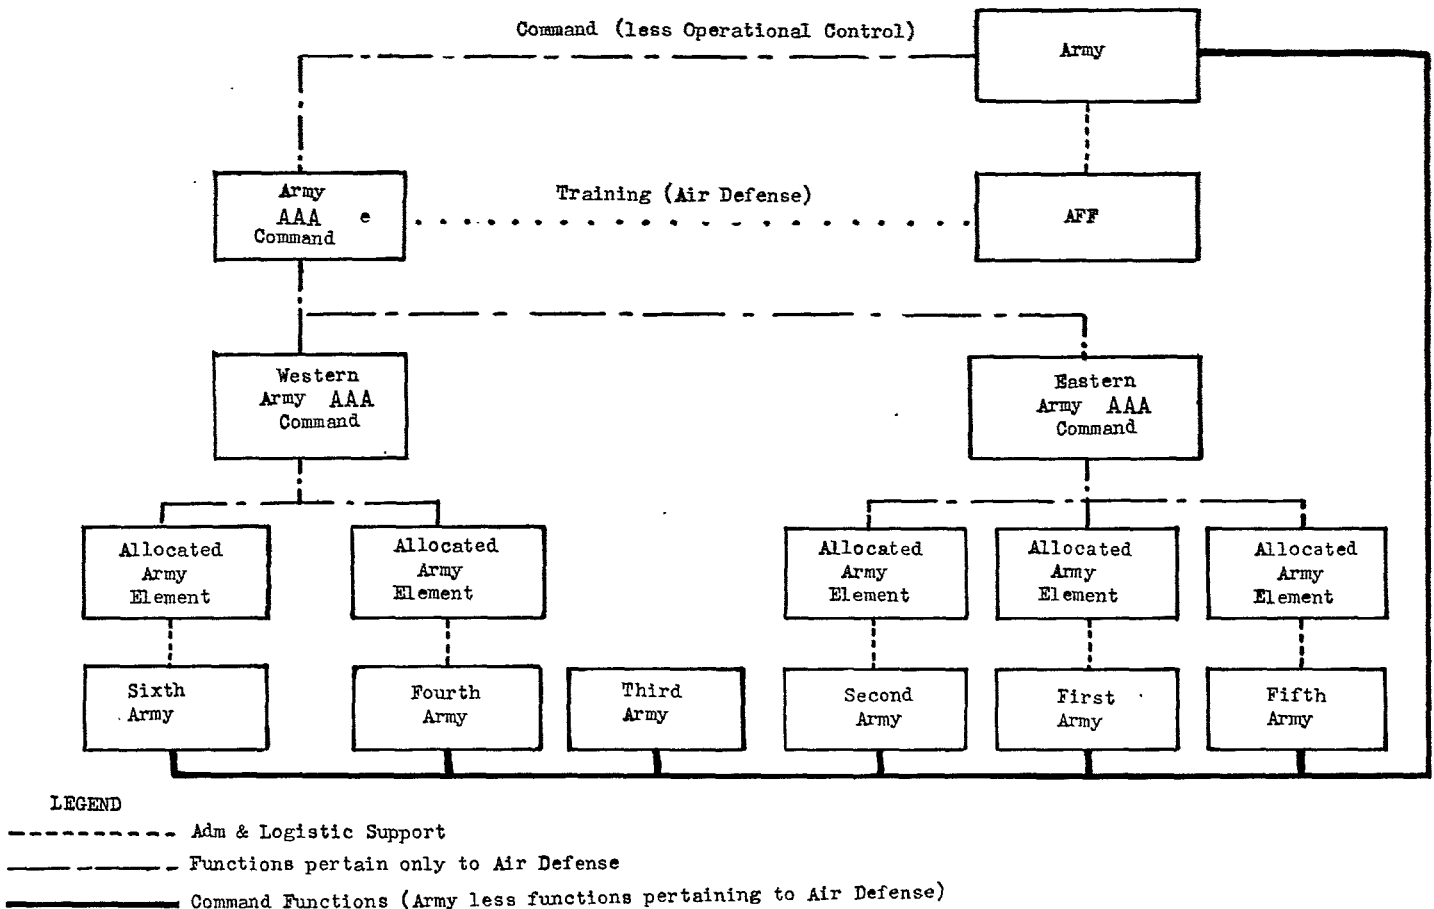 Command (less Operational Control)
Army
Army
AAA e
Command
Training (Air Defense)
AFF
Western
Army AAA
Command
Eastern
Army AAA
Command
Allocated
Army
Element
Allocated
Army
Element
Allocated
Army
Element
Allocated
Army
Element
Allocated
Army
Element
Sixth
Army
Fourth
Army
Third
Army
Second
Army
First
Army
Fifth
Army
LEGEND
Adm & Logistic Support
Functions pertain only to Air Defense
Command Functions (Army less functions pertaining to Air Defense)